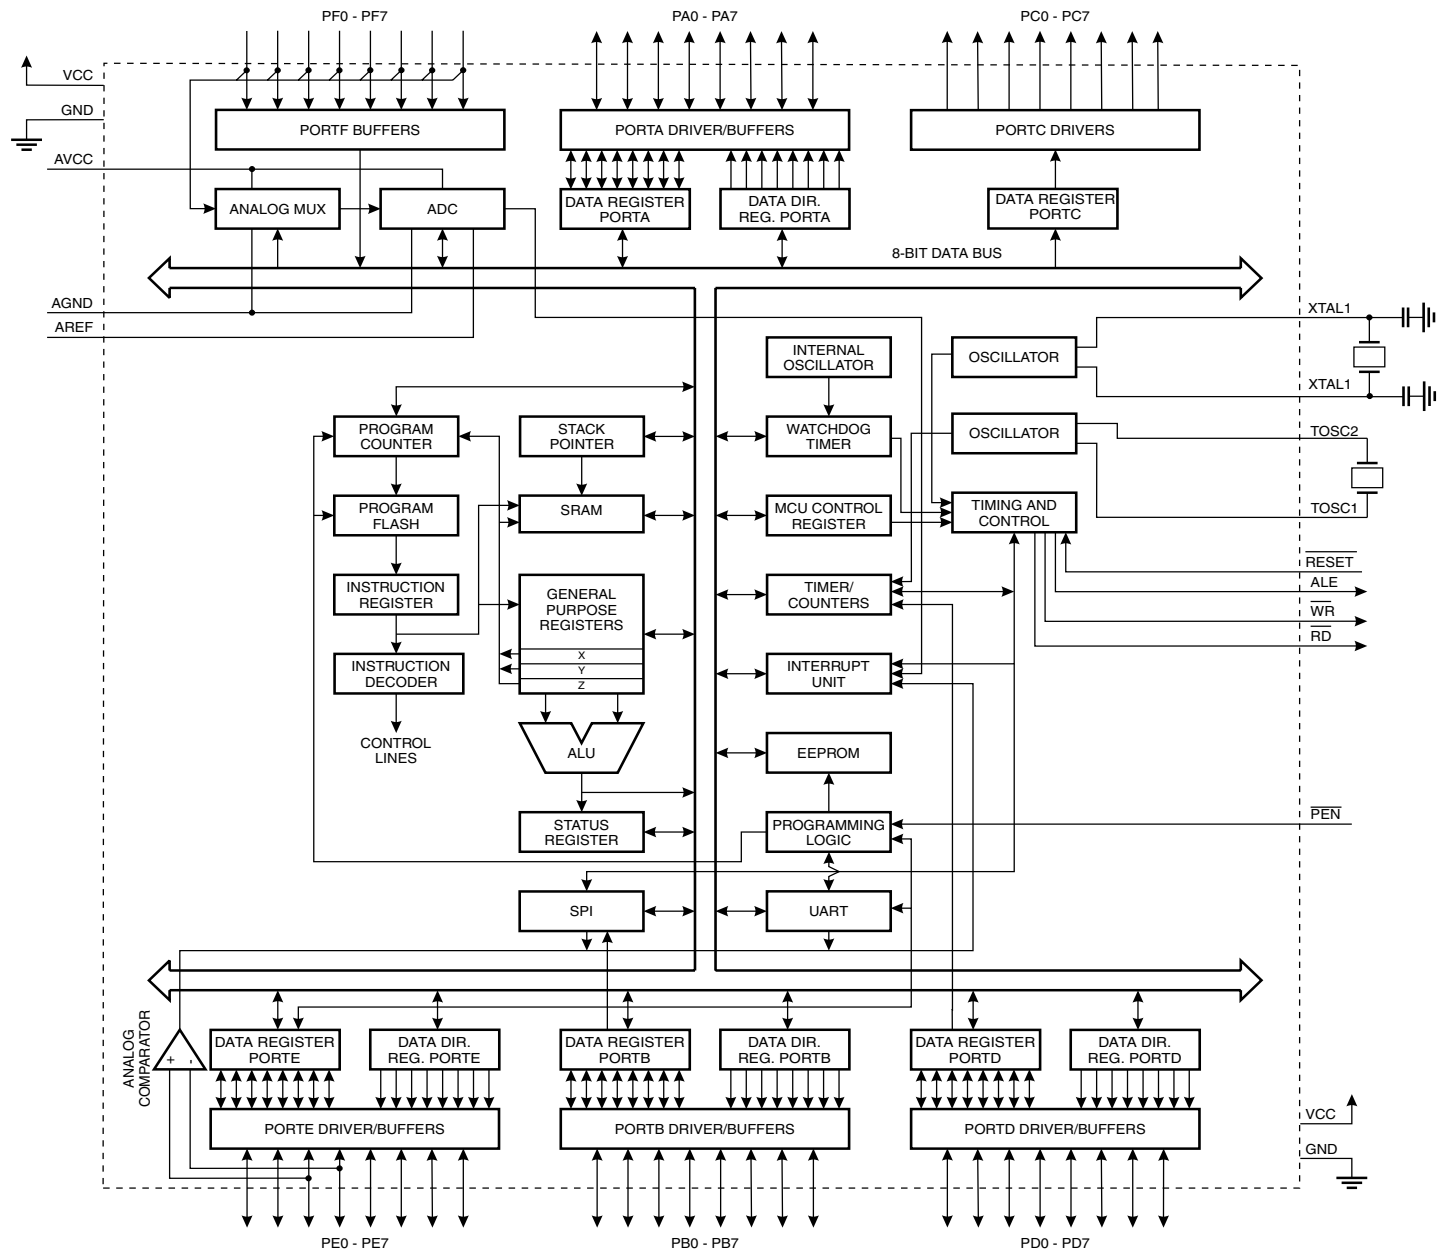 PF0 - PF7
PA0 - PA7
PC0 - PC7
VCC
GND
PORTF BUFFERS
PORTA DRIVER/BUFFERS
PORTC DRIVERS
AVCC
ANALOG MUX
ADC
DATA REGISTER
PORTA
DATA DIR.
REG. PORTA
DATA REGISTER
PORTC
8-BIT DATA BUS
AGND
AREF
XTAL1
INTERNAL
OSCILLATOR
OSCILLATOR
XTAL1
PROGRAM
COUNTER
STACK
POINTER
WATCHDOG
TIMER
OSCILLATOR
TOSC2
PROGRAM
FLASH
SRAM
MCU CONTROL
REGISTER
TIMING AND
CONTROL
TOSC1
RESET
ALE
WR
RD
INSTRUCTION
REGISTER
GENERAL
PURPOSE
REGISTERS
X
Y
Z
TIMER/
COUNTERS
INSTRUCTION
DECODER
INTERRUPT
UNIT
CONTROL
LINES
ALU
EEPROM
STATUS
REGISTER
PROGRAMMING
LOGIC
PEN
SPI
UART
ANALOG
COMPARATOR
+
-
DATA REGISTER
PORTE
DATA DIR.
REG. PORTE
DATA REGISTER
PORTB
DATA DIR.
REG. PORTB
DATA REGISTER
PORTD
DATA DIR.
REG. PORTD
PORTE DRIVER/BUFFERS
PORTB DRIVER/BUFFERS
PORTD DRIVER/BUFFERS
VCC
GND
PE0 - PE7
PB0 - PB7
PD0 - PD7